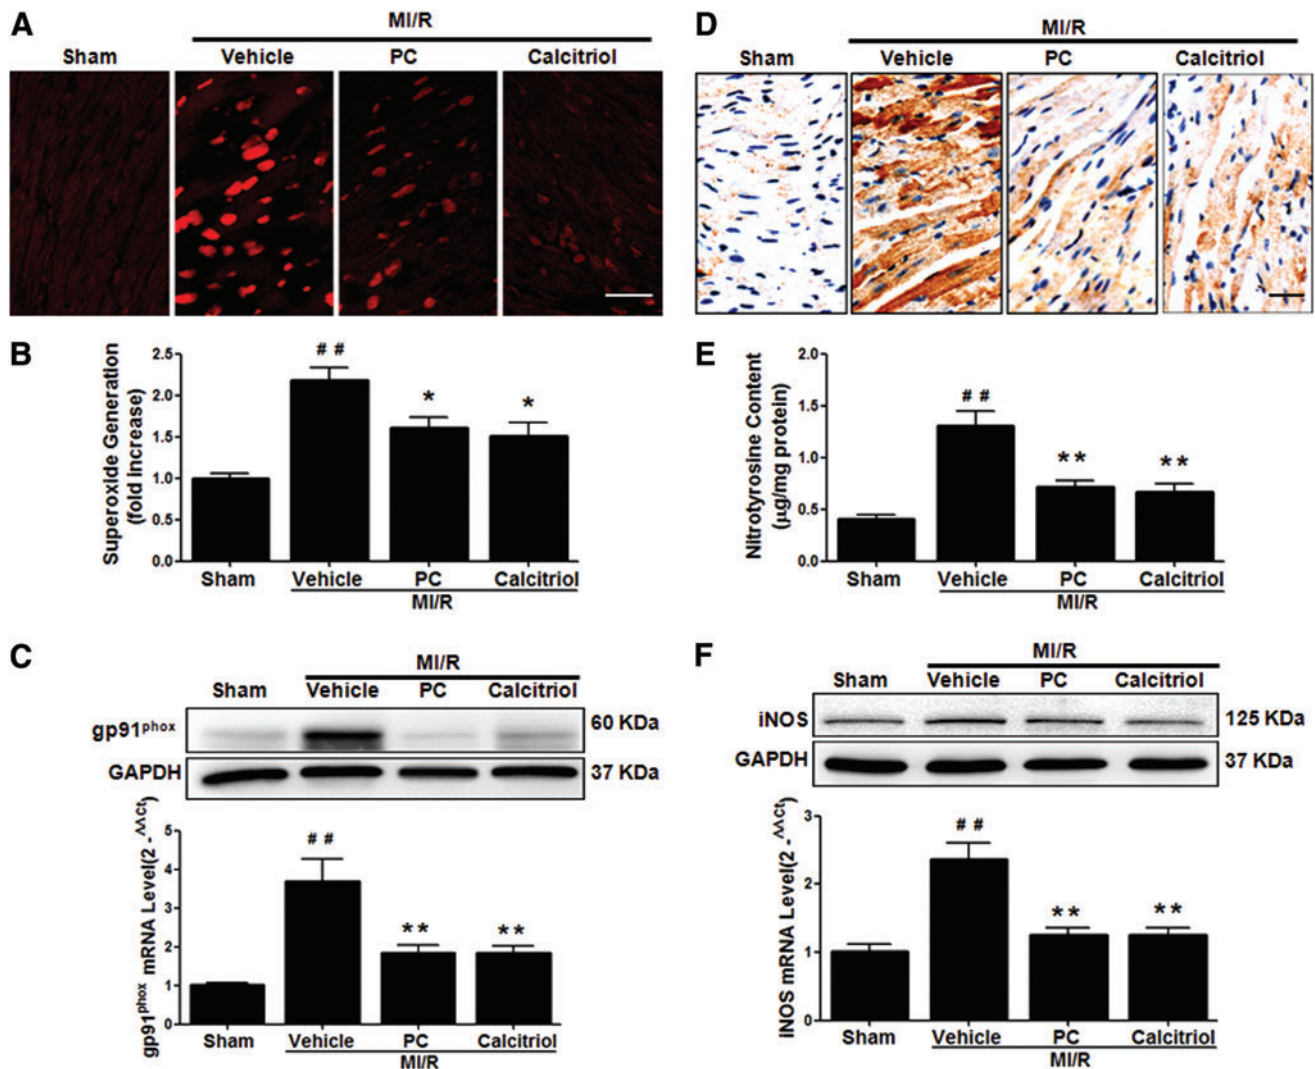 A
MI/R
Sham Vehicle PC Calcitriol
B
Superoxide Generation
(fold increase)
2.5
2.0
1.5
1.0
0.5
0.0
# #
*
*
Sham Vehicle PC Calcitriol
MI/R
C
MI/R
Sham Vehicle PC Calcitriol
gp91phox 60 KDa
GAPDH 37 KDa
gp91phox mRNA Level(2 -^^Ct)
5
4
3
2
1
0
# #
**
**
Sham Vehicle PC Calcitriol
MI/R
D
MI/R
Sham Vehicle PC Calcitriol
E
Nitrotyrosine Content
(μg/mg protein)
2.0
1.5
1.0
0.5
0.0
# #
**
**
Sham Vehicle PC Calcitriol
MI/R
F
MI/R
Sham Vehicle PC Calcitriol
iNOS 125 KDa
GAPDH 37 KDa
iNOS mRNA Level(2 -^^Ct)
3
2
1
0
# #
**
**
Sham Vehicle PC Calcitriol
MI/R